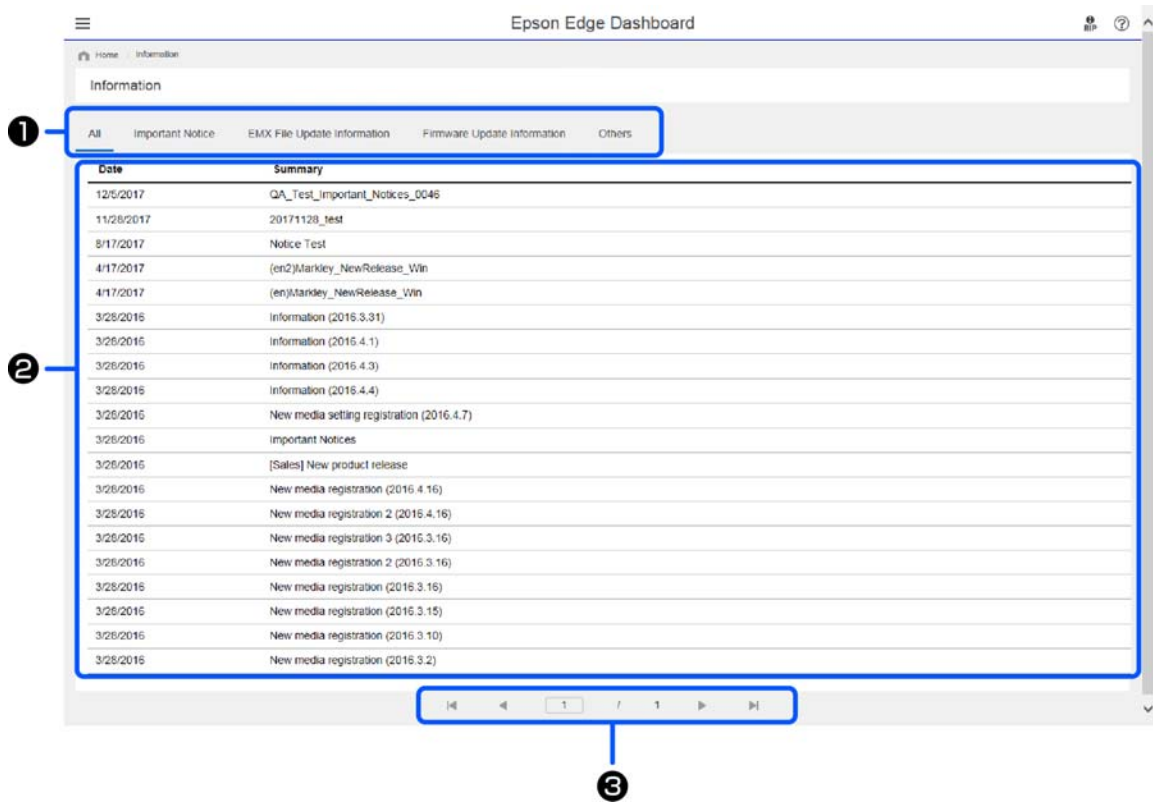 Epson Edge Dashboard
RIP
Home / Information
Information
❶
All Important Notice EMX File Update Information Firmware Update Information Others
Date Summary
12/5/2017 QA_Test_Important_Notices_0046
11/28/2017 20171128_test
8/17/2017 Notice Test
4/17/2017 (en2)Markley_NewRelease_Win
4/17/2017 (en)Markley_NewRelease_Win
3/28/2016 Information (2016.3.31)
3/28/2016 Information (2016.4.1)
❷
3/28/2016 Information (2016.4.3)
3/28/2016 Information (2016.4.4)
3/28/2016 New media setting registration (2016.4.7)
3/28/2016 Important Notices
3/28/2016 [Sales] New product release
3/28/2016 New media registration (2016.4.16)
3/28/2016 New media registration 2 (2016.4.16)
3/28/2016 New media registration 3 (2016.3.16)
3/28/2016 New media registration 2 (2016.3.16)
3/28/2016 New media registration (2016.3.16)
3/28/2016 New media registration (2016.3.15)
3/28/2016 New media registration (2016.3.10)
3/28/2016 New media registration (2016.3.2)
1 / 1
❸